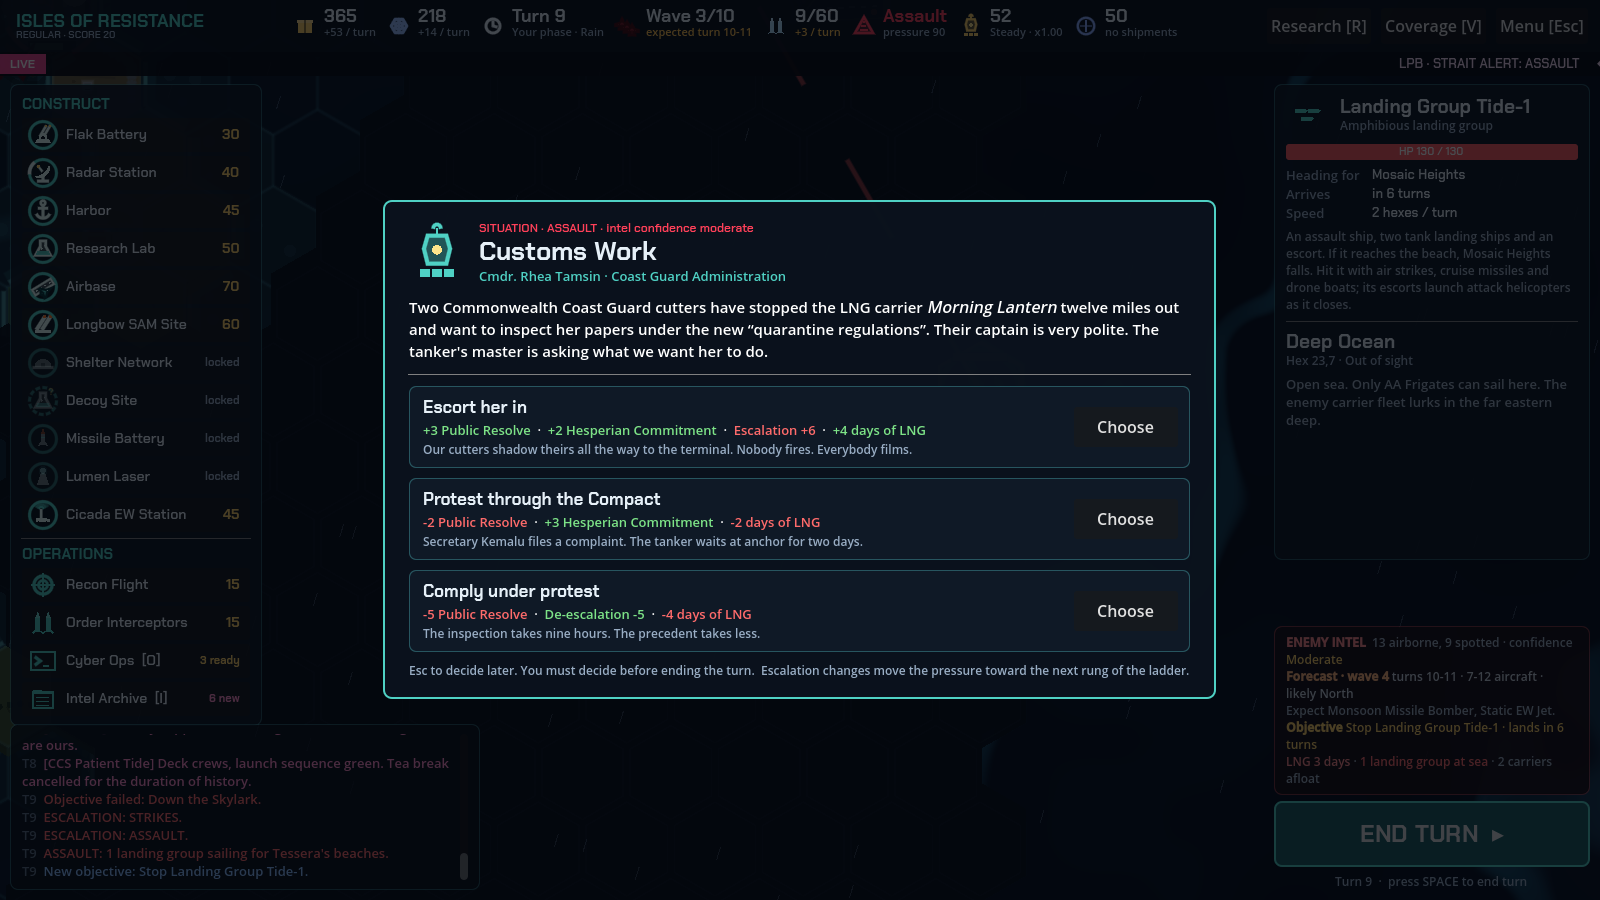 ISLES OF RESISTANCE
REGULAR · SCORE 20
365
+53 / turn
218
+14 / turn
Turn 9
Your phase · Rain
Wave 3/10
expected turn 10-11
9/60
+3 / turn
Assault
pressure 90
52
Steady · x1.00
50
no shipments
Research [R]
Coverage [V]
Menu [Esc]
LIVE
LPB · STRAIT ALERT: ASSAULT
CONSTRUCT
Flak Battery 30
Radar Station 40
Harbor 45
Research Lab 50
Airbase 70
Longbow SAM Site 60
Shelter Network locked
Decoy Site locked
Missile Battery locked
Lumen Laser locked
Cicada EW Station 45
OPERATIONS
Recon Flight 15
Order Interceptors 15
Cyber Ops [O] 3 ready
Intel Archive [I] 6 new
are ours.
T8 [CCS Patient Tide] Deck crews, launch sequence green. Tea break
cancelled for the duration of history.
T9 Objective failed: Down the Skylark.
T9 ESCALATION: STRIKES.
T9 ESCALATION: ASSAULT.
T9 ASSAULT: 1 landing group sailing for Tessera's beaches.
T9 New objective: Stop Landing Group Tide-1.
SITUATION · ASSAULT · Intel confidence moderate
Customs Work
Cmdr. Rhea Tamsin · Coast Guard Administration
Two Commonwealth Coast Guard cutters have stopped the LNG carrier Morning Lantern twelve miles out
and want to inspect her papers under the new “quarantine regulations”. Their captain is very polite. The
tanker's master is asking what we want her to do.
Escort her in
+3 Public Resolve · +2 Hesperian Commitment · Escalation +6 · +4 days of LNG
Our cutters shadow theirs all the way to the terminal. Nobody fires. Everybody films.
Choose
Protest through the Compact
-2 Public Resolve · +3 Hesperian Commitment · -2 days of LNG
Secretary Kemalu files a complaint. The tanker waits at anchor for two days.
Choose
Comply under protest
-5 Public Resolve · De-escalation -5 · -4 days of LNG
The inspection takes nine hours. The precedent takes less.
Choose
Esc to decide later. You must decide before ending the turn. Escalation changes move the pressure toward the next rung of the ladder.
Landing Group Tide-1
Amphibious landing group
HP 130 / 130
Heading for Mosaic Heights
Arrives in 6 turns
Speed 2 hexes / turn
An assault ship, two tank landing ships and an
escort. If it reaches the beach, Mosaic Heights
falls. Hit it with air strikes, cruise missiles and
drone boats; its escorts launch attack helicopters
as it closes.
Deep Ocean
Hex 23,7 · Out of sight
Open sea. Only AA Frigates can sail here. The
enemy carrier fleet lurks in the far eastern
deep.
ENEMY INTEL 13 airborne, 9 spotted · confidence
Moderate
Forecast · wave 4 turns 10-11 · 7-12 aircraft ·
likely North
Expect Monsoon Missile Bomber, Static EW Jet.
Objective Stop Landing Group Tide-1 · lands in 6
turns
LNG 3 days · 1 landing group at sea · 2 carriers
afloat
END TURN ▶
Turn 9 · press SPACE to end turn